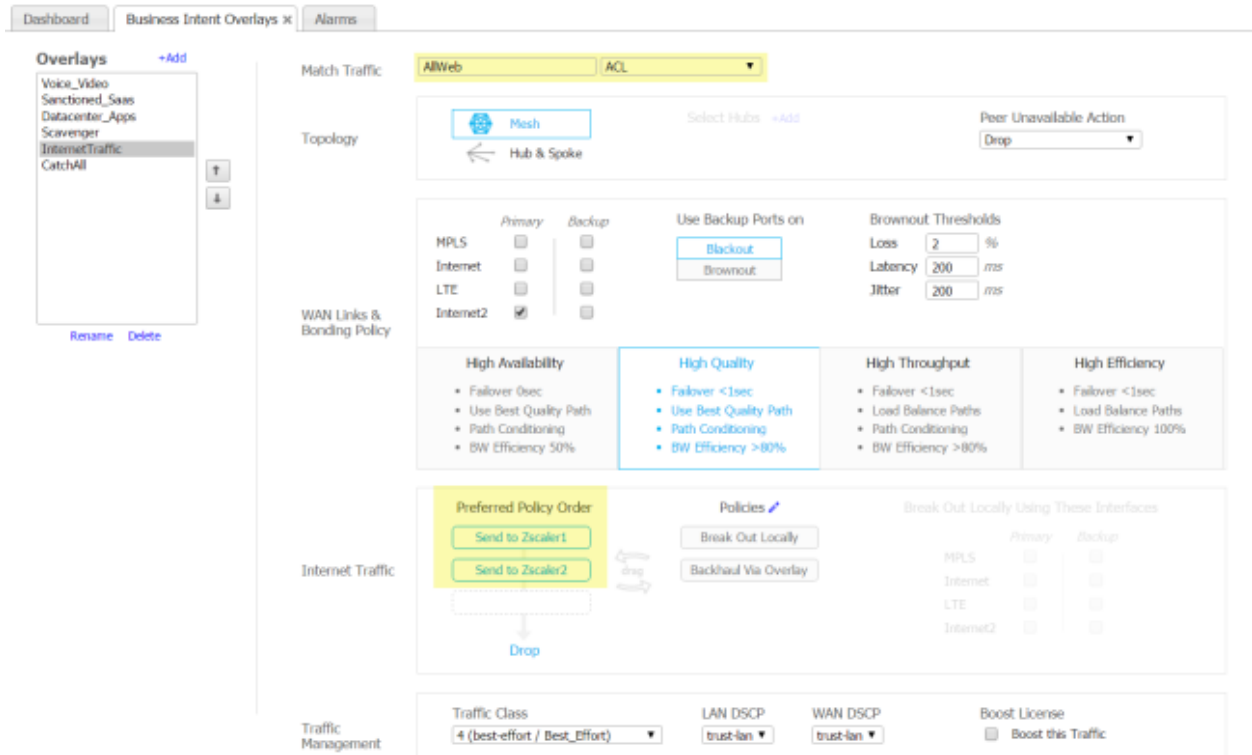 Dashboard
Business Intent Overlays ×
Alarms
Overlays +Add
Voice_Video
Sanctioned_Saas
Datacenter_Apps
Scavenger
InternetTraffic
CatchAll
Rename Delete
Match Traffic AllWeb ACL
Topology
Mesh
Hub & Spoke
Select Hubs +Add
Peer Unavailable Action
Drop
WAN Links &
Bonding Policy
Primary Backup
MPLS
Internet
LTE
Internet2
Use Backup Ports on
Blackout
Brownout
Brownout Thresholds
Loss 2 %
Latency 200 ms
Jitter 200 ms
High Availability
• Failover 0sec
• Use Best Quality Path
• Path Conditioning
• BW Efficiency 50%
High Quality
• Failover <1sec
• Use Best Quality Path
• Path Conditioning
• BW Efficiency >80%
High Throughput
• Failover <1sec
• Load Balance Paths
• Path Conditioning
• BW Efficiency >80%
High Efficiency
• Failover <1sec
• Load Balance Paths
• BW Efficiency 100%
Internet Traffic
Preferred Policy Order
Send to Zscaler1
Send to Zscaler2
Drop
drag
Policies
Break Out Locally
Backhaul Via Overlay
Break Out Locally Using These Interfaces
Primary Backup
MPLS
Internet
LTE
Internet2
Traffic
Management
Traffic Class
4 (best-effort / Best_Effort)
LAN DSCP
trust-lan
WAN DSCP
trust-lan
Boost License
Boost this Traffic